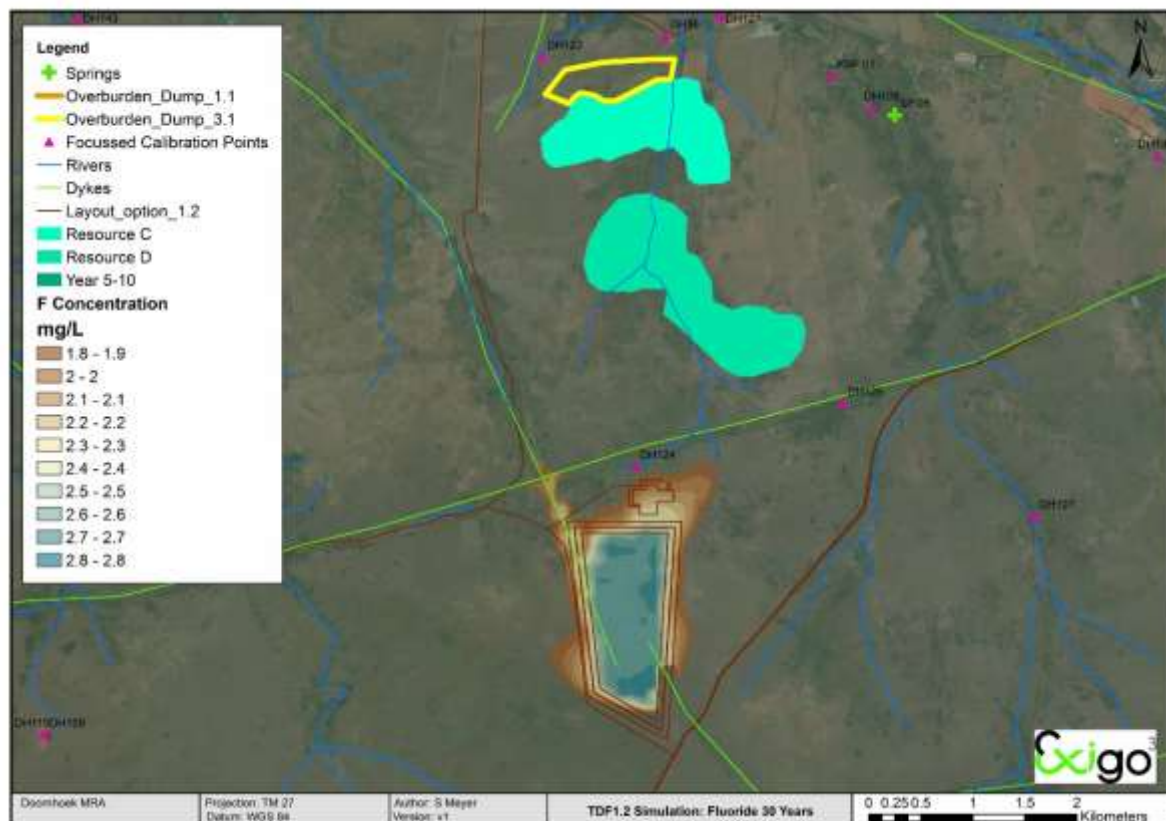 Legend
Springs
Overburden_Dump_1.1
Overburden_Dump_3.1
Focussed Calibration Points
Rivers
Dykes
Layout_option_1.2
Resource C
Resource D
Year 5-10
F Concentration
mg/L
1.8 - 1.9
2 - 2
2.1 - 2.1
2.2 - 2.2
2.3 - 2.3
2.4 - 2.4
2.5 - 2.5
2.6 - 2.6
2.7 - 2.7
2.8 - 2.8
N
DH127
DH124
Exigo
Doornhoek MRA
Projection: TM 27
Datum: WGS 84
Author: S Meyer
Version: v1
TDF1.2 Simulation: Fluoride 30 Years
0 0.25 0.5 1 1.5 2
Kilometers